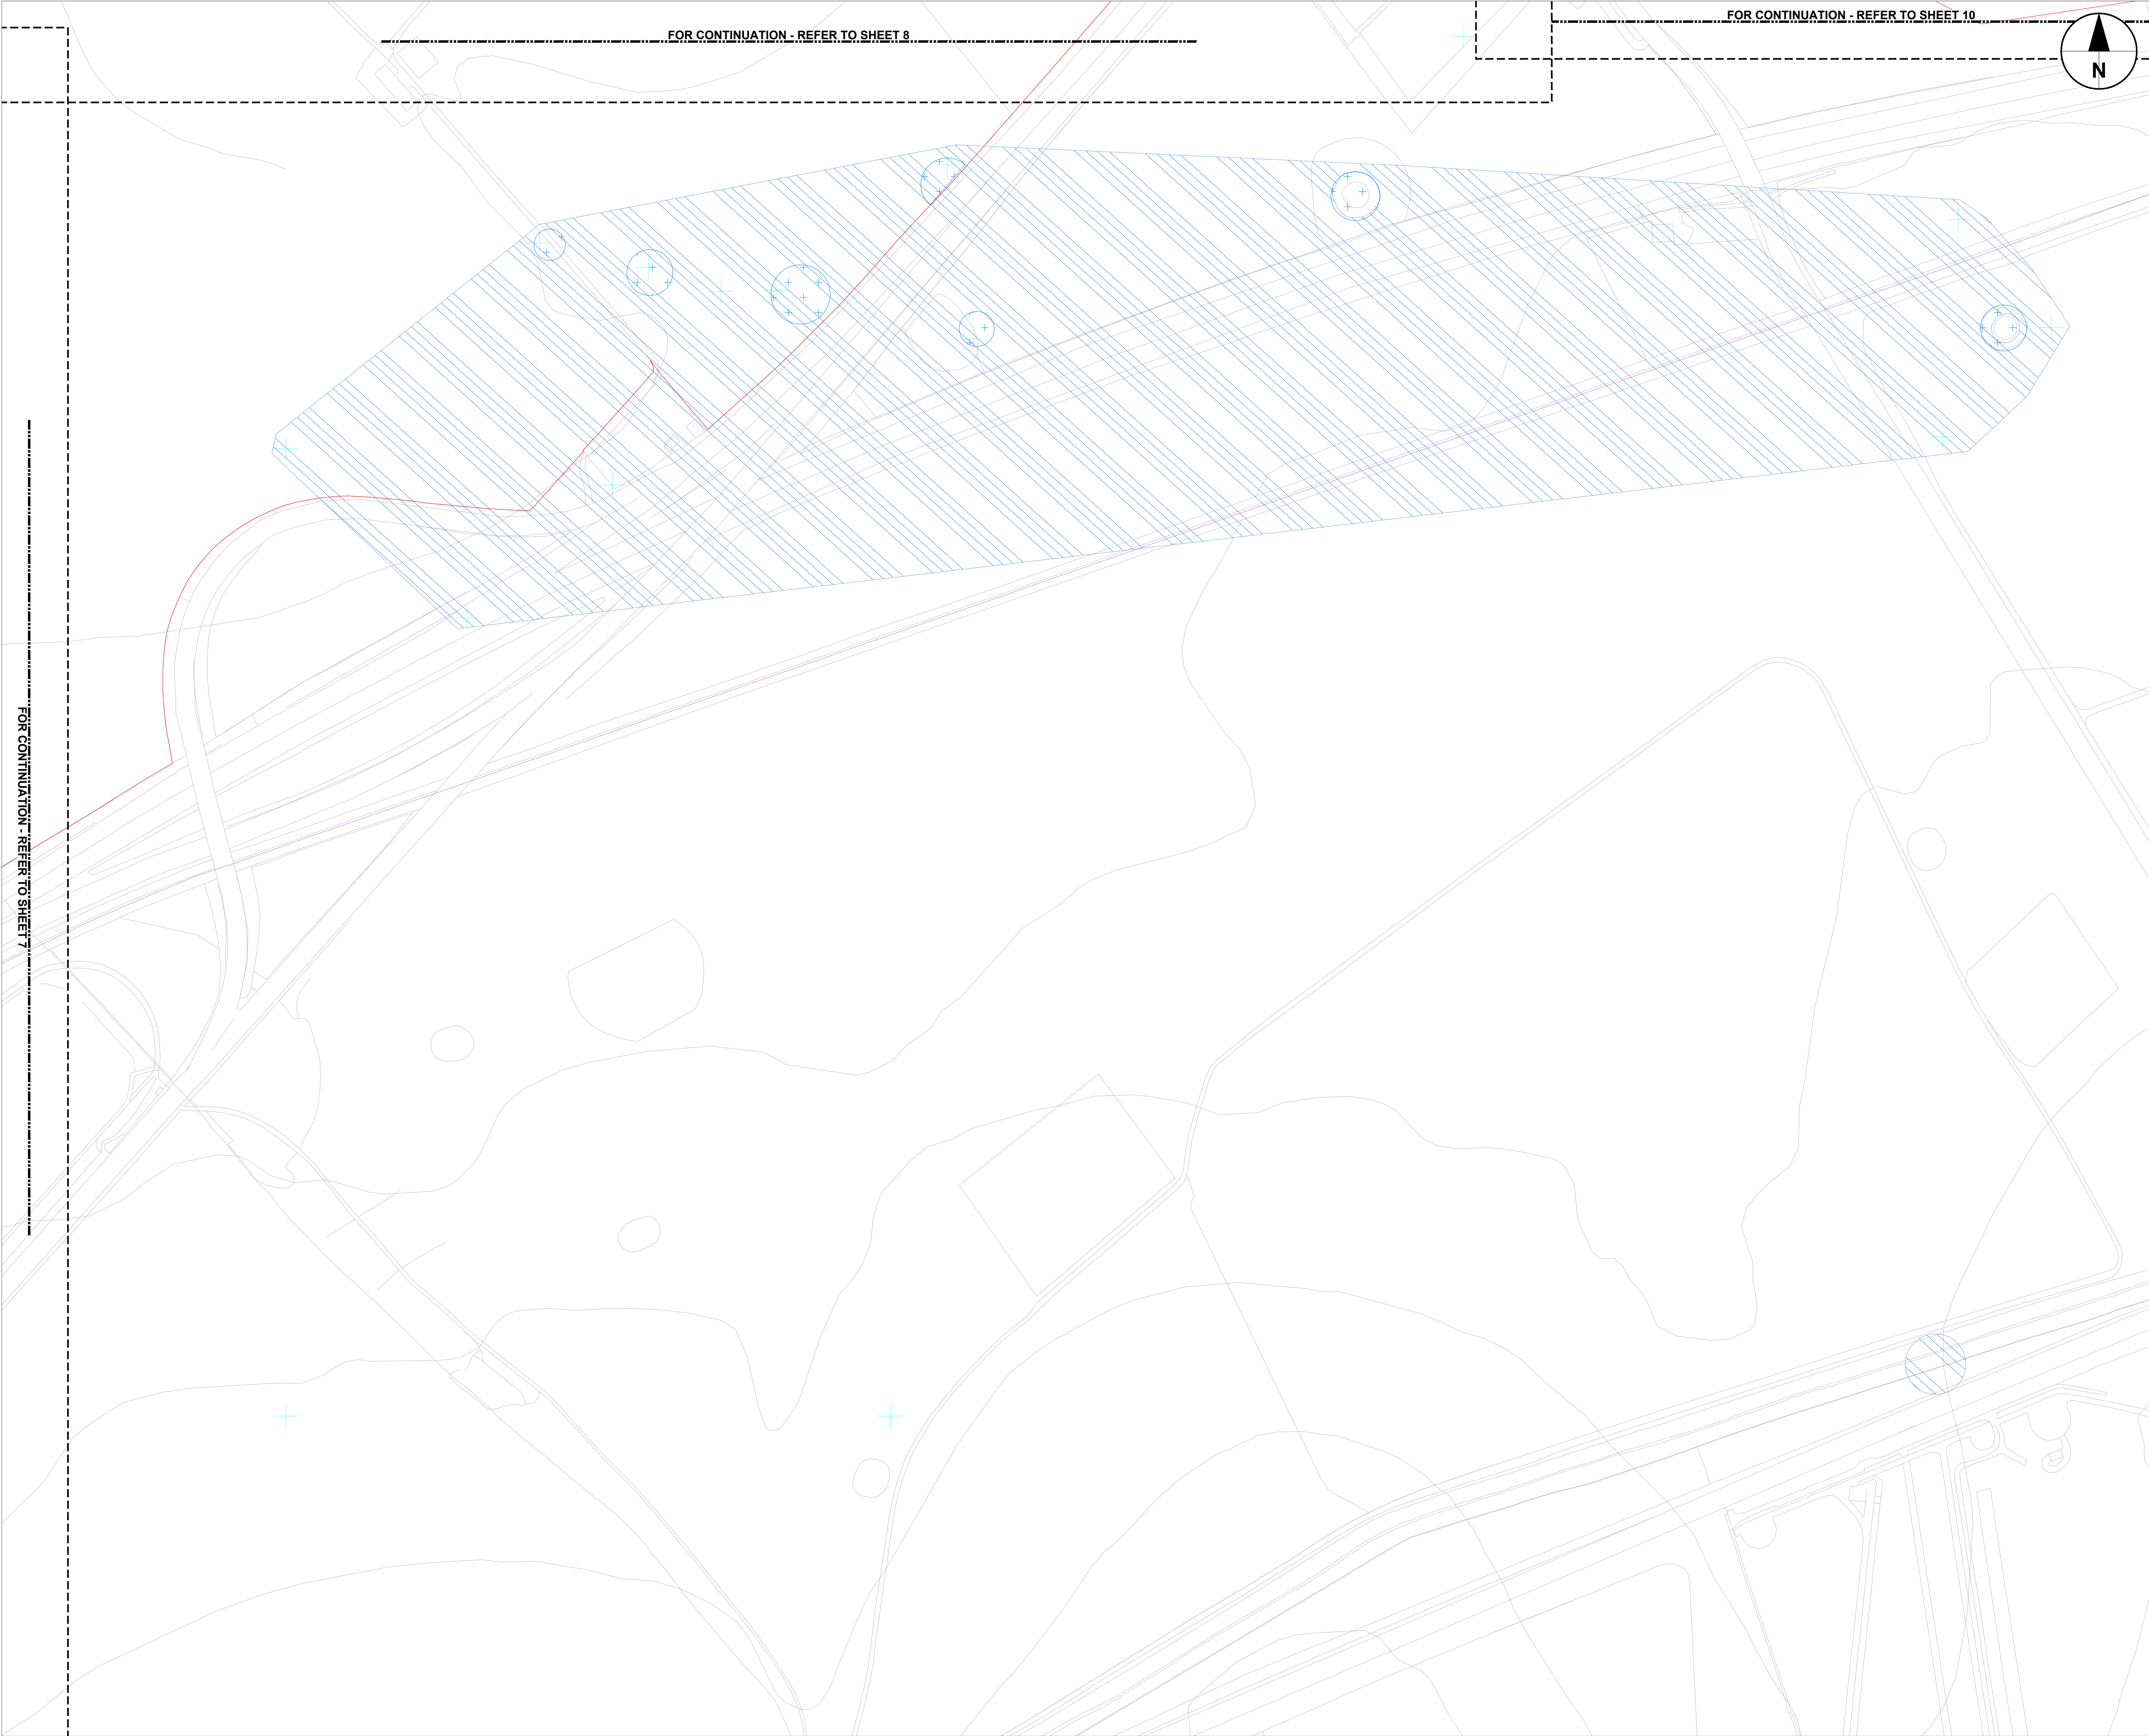 FOR CONTINUATION - REFER TO SHEET 8
FOR CONTINUATION - REFER TO SHEET 10
N
FOR CONTINUATION - REFER TO SHEET 7